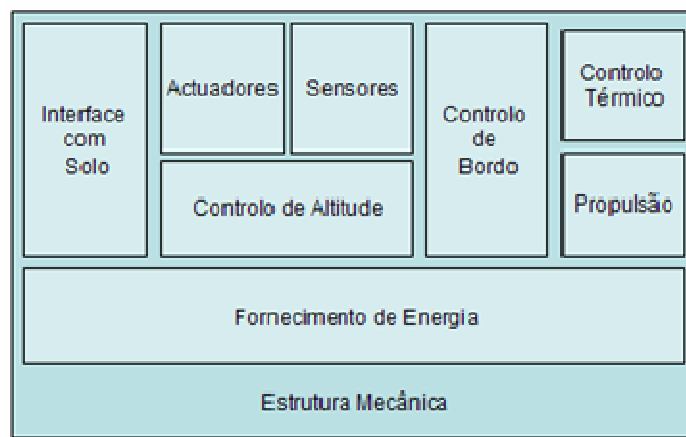 Interface
com
Solo
Actuadores
Sensores
Controlo de Altitude
Controlo
de
Bordo
Controlo
Térmico
Propulsão
Fornecimento de Energia
Estrutura Mecânica